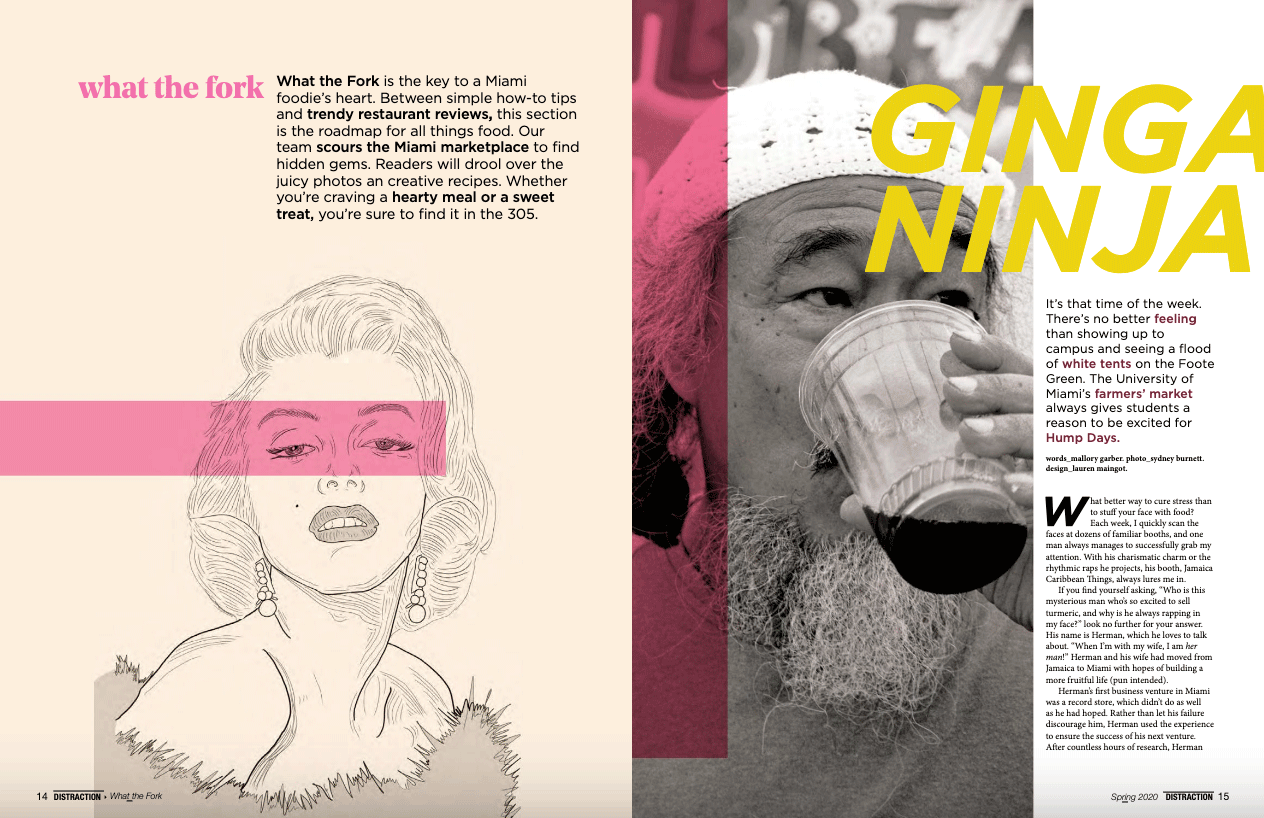 what the fork
What the Fork is the key to a Miami
foodie's heart. Between simple how-to tips
and trendy restaurant reviews, this section
is the roadmap for all things food. Our
team scours the Miami marketplace to find
hidden gems. Readers will drool over the
juicy photos an creative recipes. Whether
you're craving a hearty meal or a sweet
treat, you're sure to find it in the 305.
14 DISTRACTION • What the Fork
GINGA
NINJA
It's that time of the week.
There's no better feeling
than showing up to
campus and seeing a flood
of white tents on the Foote
Green. The University of
Miami's farmers' market
always gives students a
reason to be excited for
Hump Days.
words_mallory garber. photo_sydney burnett.
design_lauren maingot.
What better way to cure stress than
to stuff your face with food?
Each week, I quickly scan the
faces at dozens of familiar booths, and one
man always manages to successfully grab my
attention. With his charismatic charm or the
rhythmic raps he projects, his booth, Jamaica
Caribbean Things, always lures me in.
If you find yourself asking, "Who is this
mysterious man who's so excited to sell
turmeric, and why is he always rapping in
my face?" look no further for your answer.
His name is Herman, which he loves to talk
about. "When I'm with my wife, I am her
man!" Herman and his wife had moved from
Jamaica to Miami with hopes of building a
more fruitful life (pun intended).
Herman's first business venture in Miami
was a record store, which didn't do as well
as he had hoped. Rather than let his failure
discourage him, Herman used the experience
to ensure the success of his next venture.
After countless hours of research, Herman
Spring 2020 DISTRACTION 15